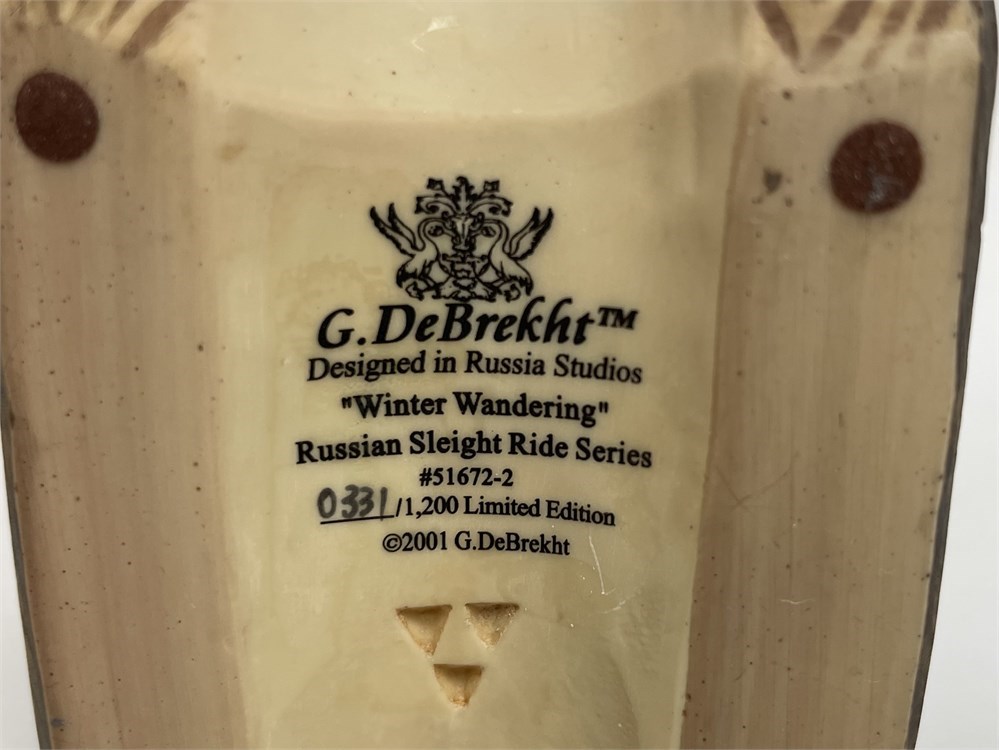 G.DeBrekht™
Designed in Russia Studios
"Winter Wandering"
Russian Sleight Ride Series
#51672-2
0331/1,200 Limited Edition
©2001 G.DeBrekht